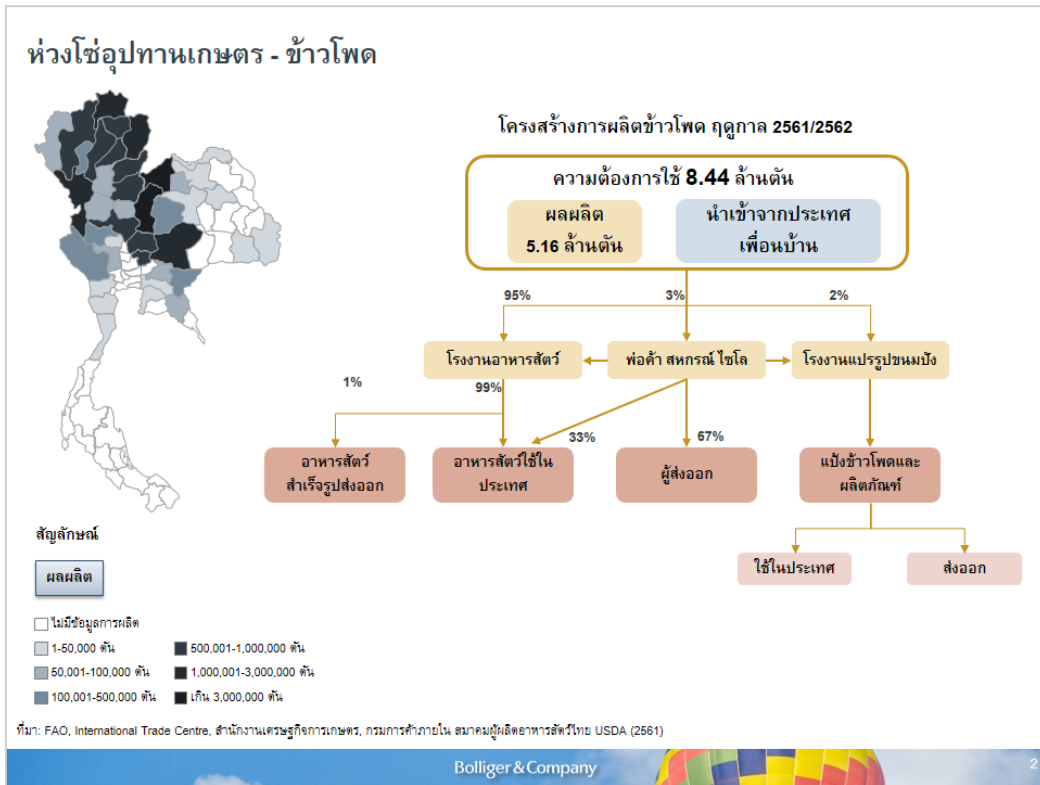 ห่วงโซ่อุปทานเกษตร - ข้าวโพด
โครงสร้างการผลิตข้าวโพด ฤดูกาล 2561/2562
ความต้องการใช้ 8.44 ล้านตัน
ผลผลิต
5.16 ล้านตัน
นำเข้าจากประเทศ
เพื่อนบ้าน
95%
3%
2%
โรงงานอาหารสัตว์
พ่อค้า สหกรณ์ ไซโล
โรงงานแปรรูปขนมปัง
1%
99%
33%
67%
อาหารสัตว์
สำเร็จรูปส่งออก
อาหารสัตว์ใช้ใน
ประเทศ
ผู้ส่งออก
แป้งข้าวโพดและ
ผลิตภัณฑ์
ใช้ในประเทศ
ส่งออก
สัญลักษณ์
ผลผลิต
ไม่มีข้อมูลการผลิต
1-50,000 ตัน
500,001-1,000,000 ตัน
50,001-100,000 ตัน
1,000,001-3,000,000 ตัน
100,001-500,000 ตัน
เกิน 3,000,000 ตัน
ที่มา: FAO, International Trade Centre, สำนักงานเศรษฐกิจการเกษตร, กรมการค้าภายใน สมาคมผู้ผลิตอาหารสัตว์ไทย USDA (2561)
Bolliger & Company
2